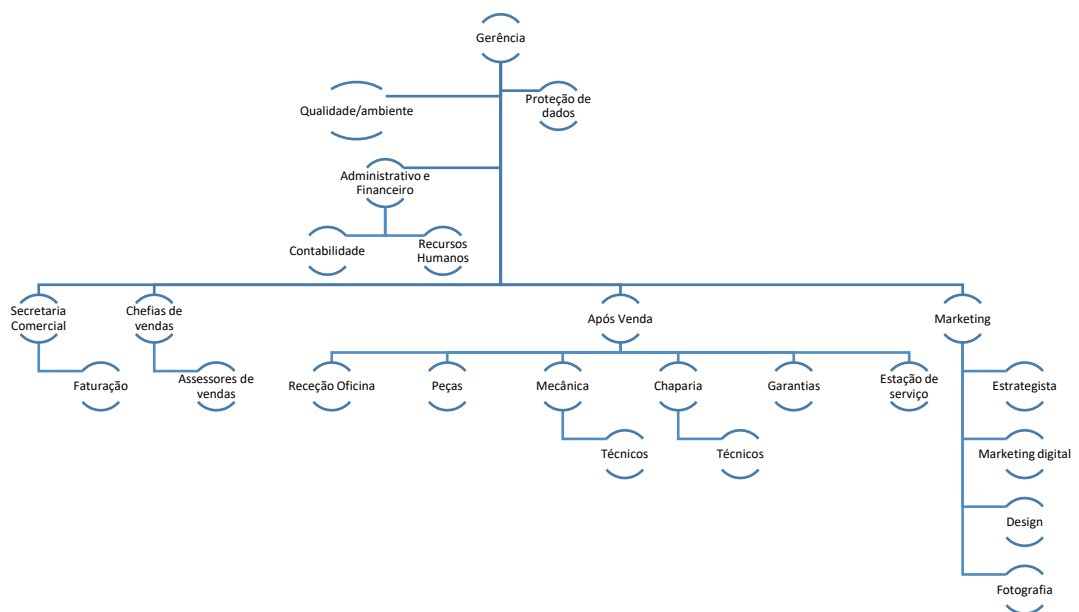 Gerência
Qualidade/ambiente
Proteção de
dados
Administrativo e
Financeiro
Contabilidade
Recursos
Humanos
Secretaria
Comercial
Chefias de
vendas
Após Venda
Marketing
Faturação
Assessores de
vendas
Receção Oficina
Peças
Mecânica
Chaparia
Garantias
Estação de
serviço
Estrategista
Técnicos
Técnicos
Marketing digital
Design
Fotografia